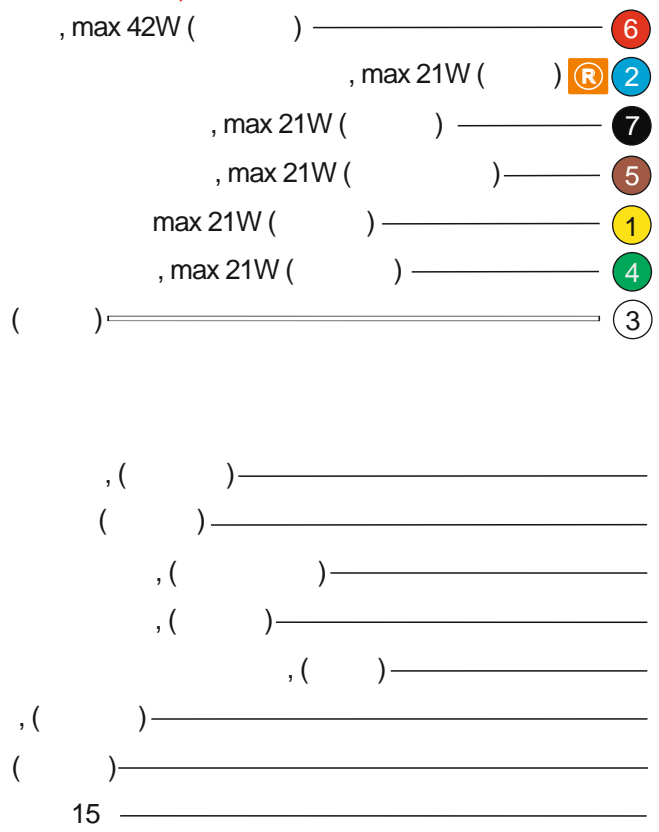 , max 42W ( ) 6
, max 21W ( ) R 2
, max 21W ( ) 7
, max 21W ( ) 5
max 21W ( ) 1
, max 21W ( ) 4
( ) 3
, ( )
( )
, ( )
, ( )
, ( )
, ( )
( )
15